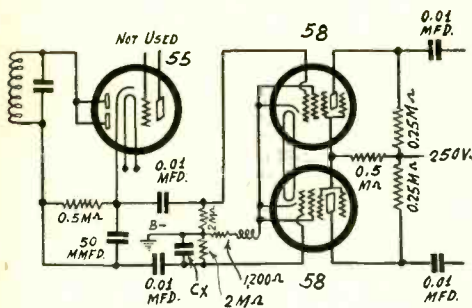 NOT USED
55
58
0.01
MFD.
0.01
MFD.
0.25MΩ
250V.
0.5
MΩ
0.25MΩ
0.5MΩ
50
MMFD.
B-
2MΩ
0.01
MFD.
CX
1,200Ω
2MΩ
58
0.01
MFD.